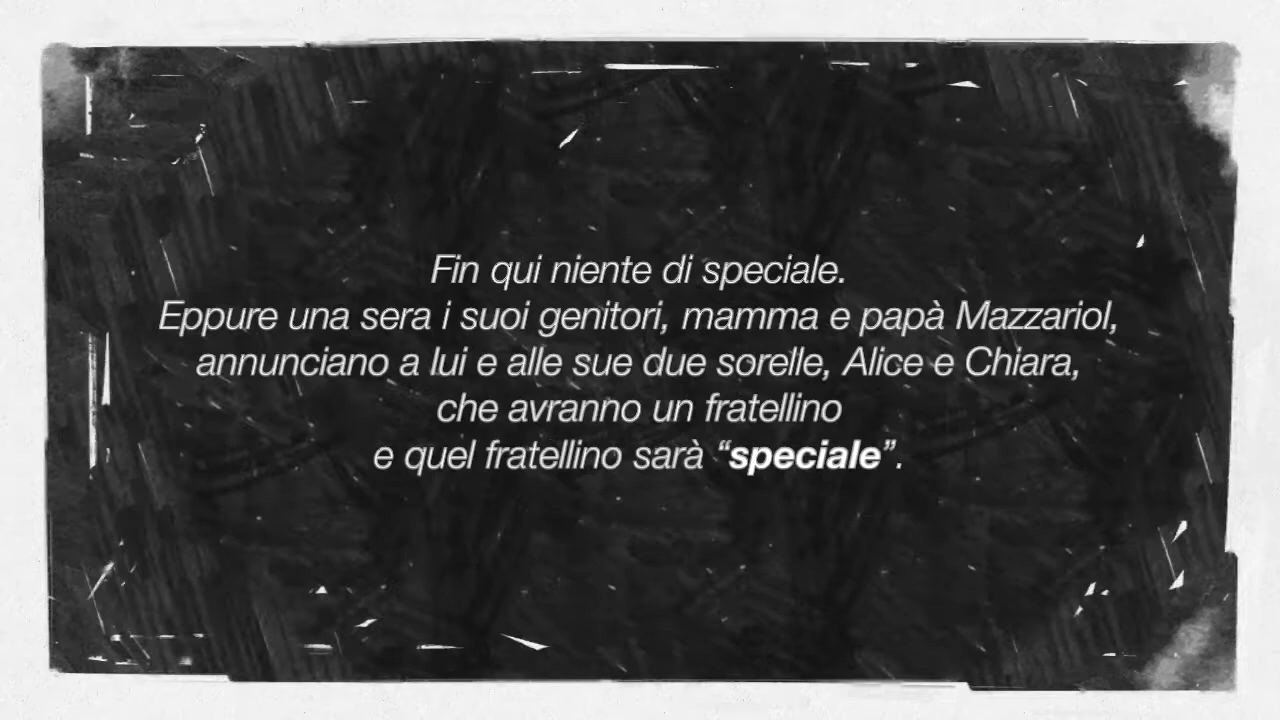 Fin qui niente di speciale.
Eppure una sera i suoi genitori, mamma e papà Mazzariol,
annunciano a lui e alle sue due sorelle, Alice e Chiara,
che avranno un fratellino
e quel fratellino sarà “speciale”.